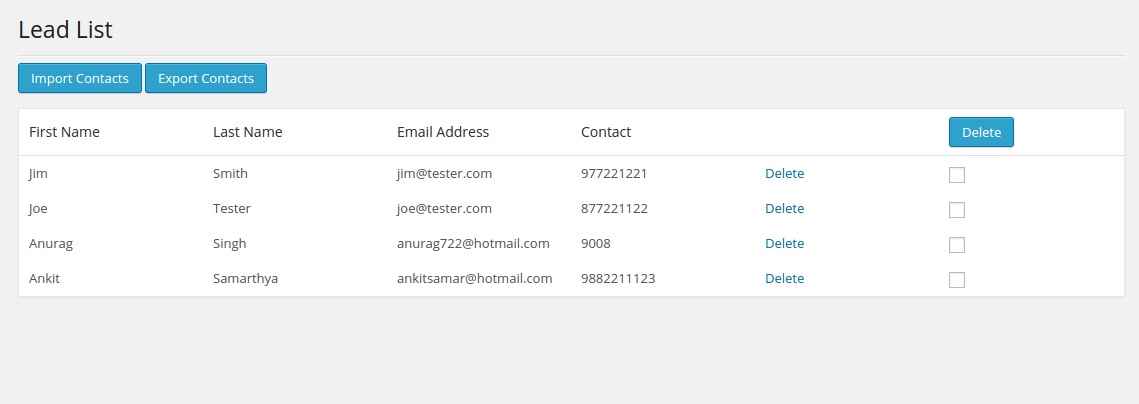 Lead List
Import Contacts Export Contacts
First Name Last Name Email Address Contact Delete
Jim Smith jim@tester.com 977221221 Delete
Joe Tester joe@tester.com 877221122 Delete
Anurag Singh anurag722@hotmail.com 9008 Delete
Ankit Samarthya ankitsamar@hotmail.com 9882211123 Delete